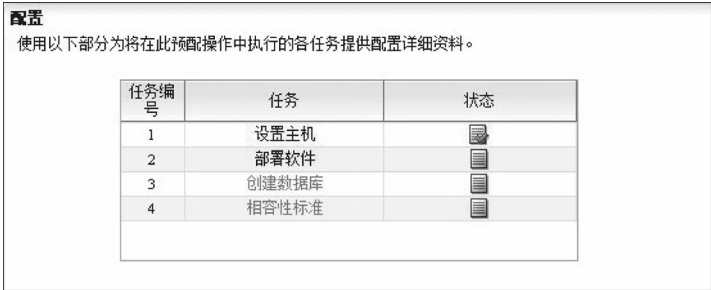 配置
使用以下部分为将在此预配操作中执行的各任务提供配置详细资料。
任务编号 任务 状态
1 设置主机
2 部署软件
3 创建数据库
4 相容性标准